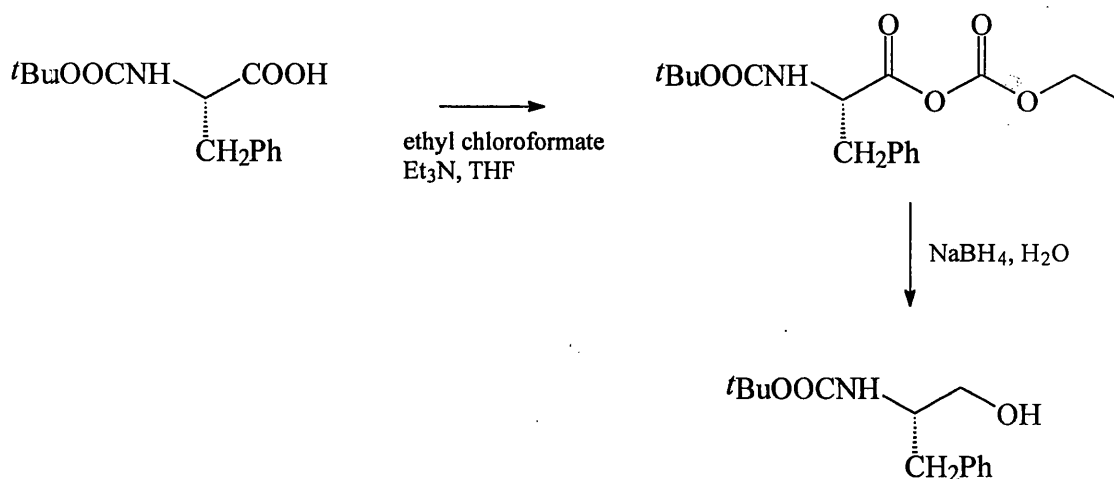 tBuOOCNH COOH
CH2Ph
ethyl chloroformate
Et3N, THF
O O
tBuOOCNH O O
CH2Ph
NaBH4, H2O
tBuOOCNH OH
CH2Ph